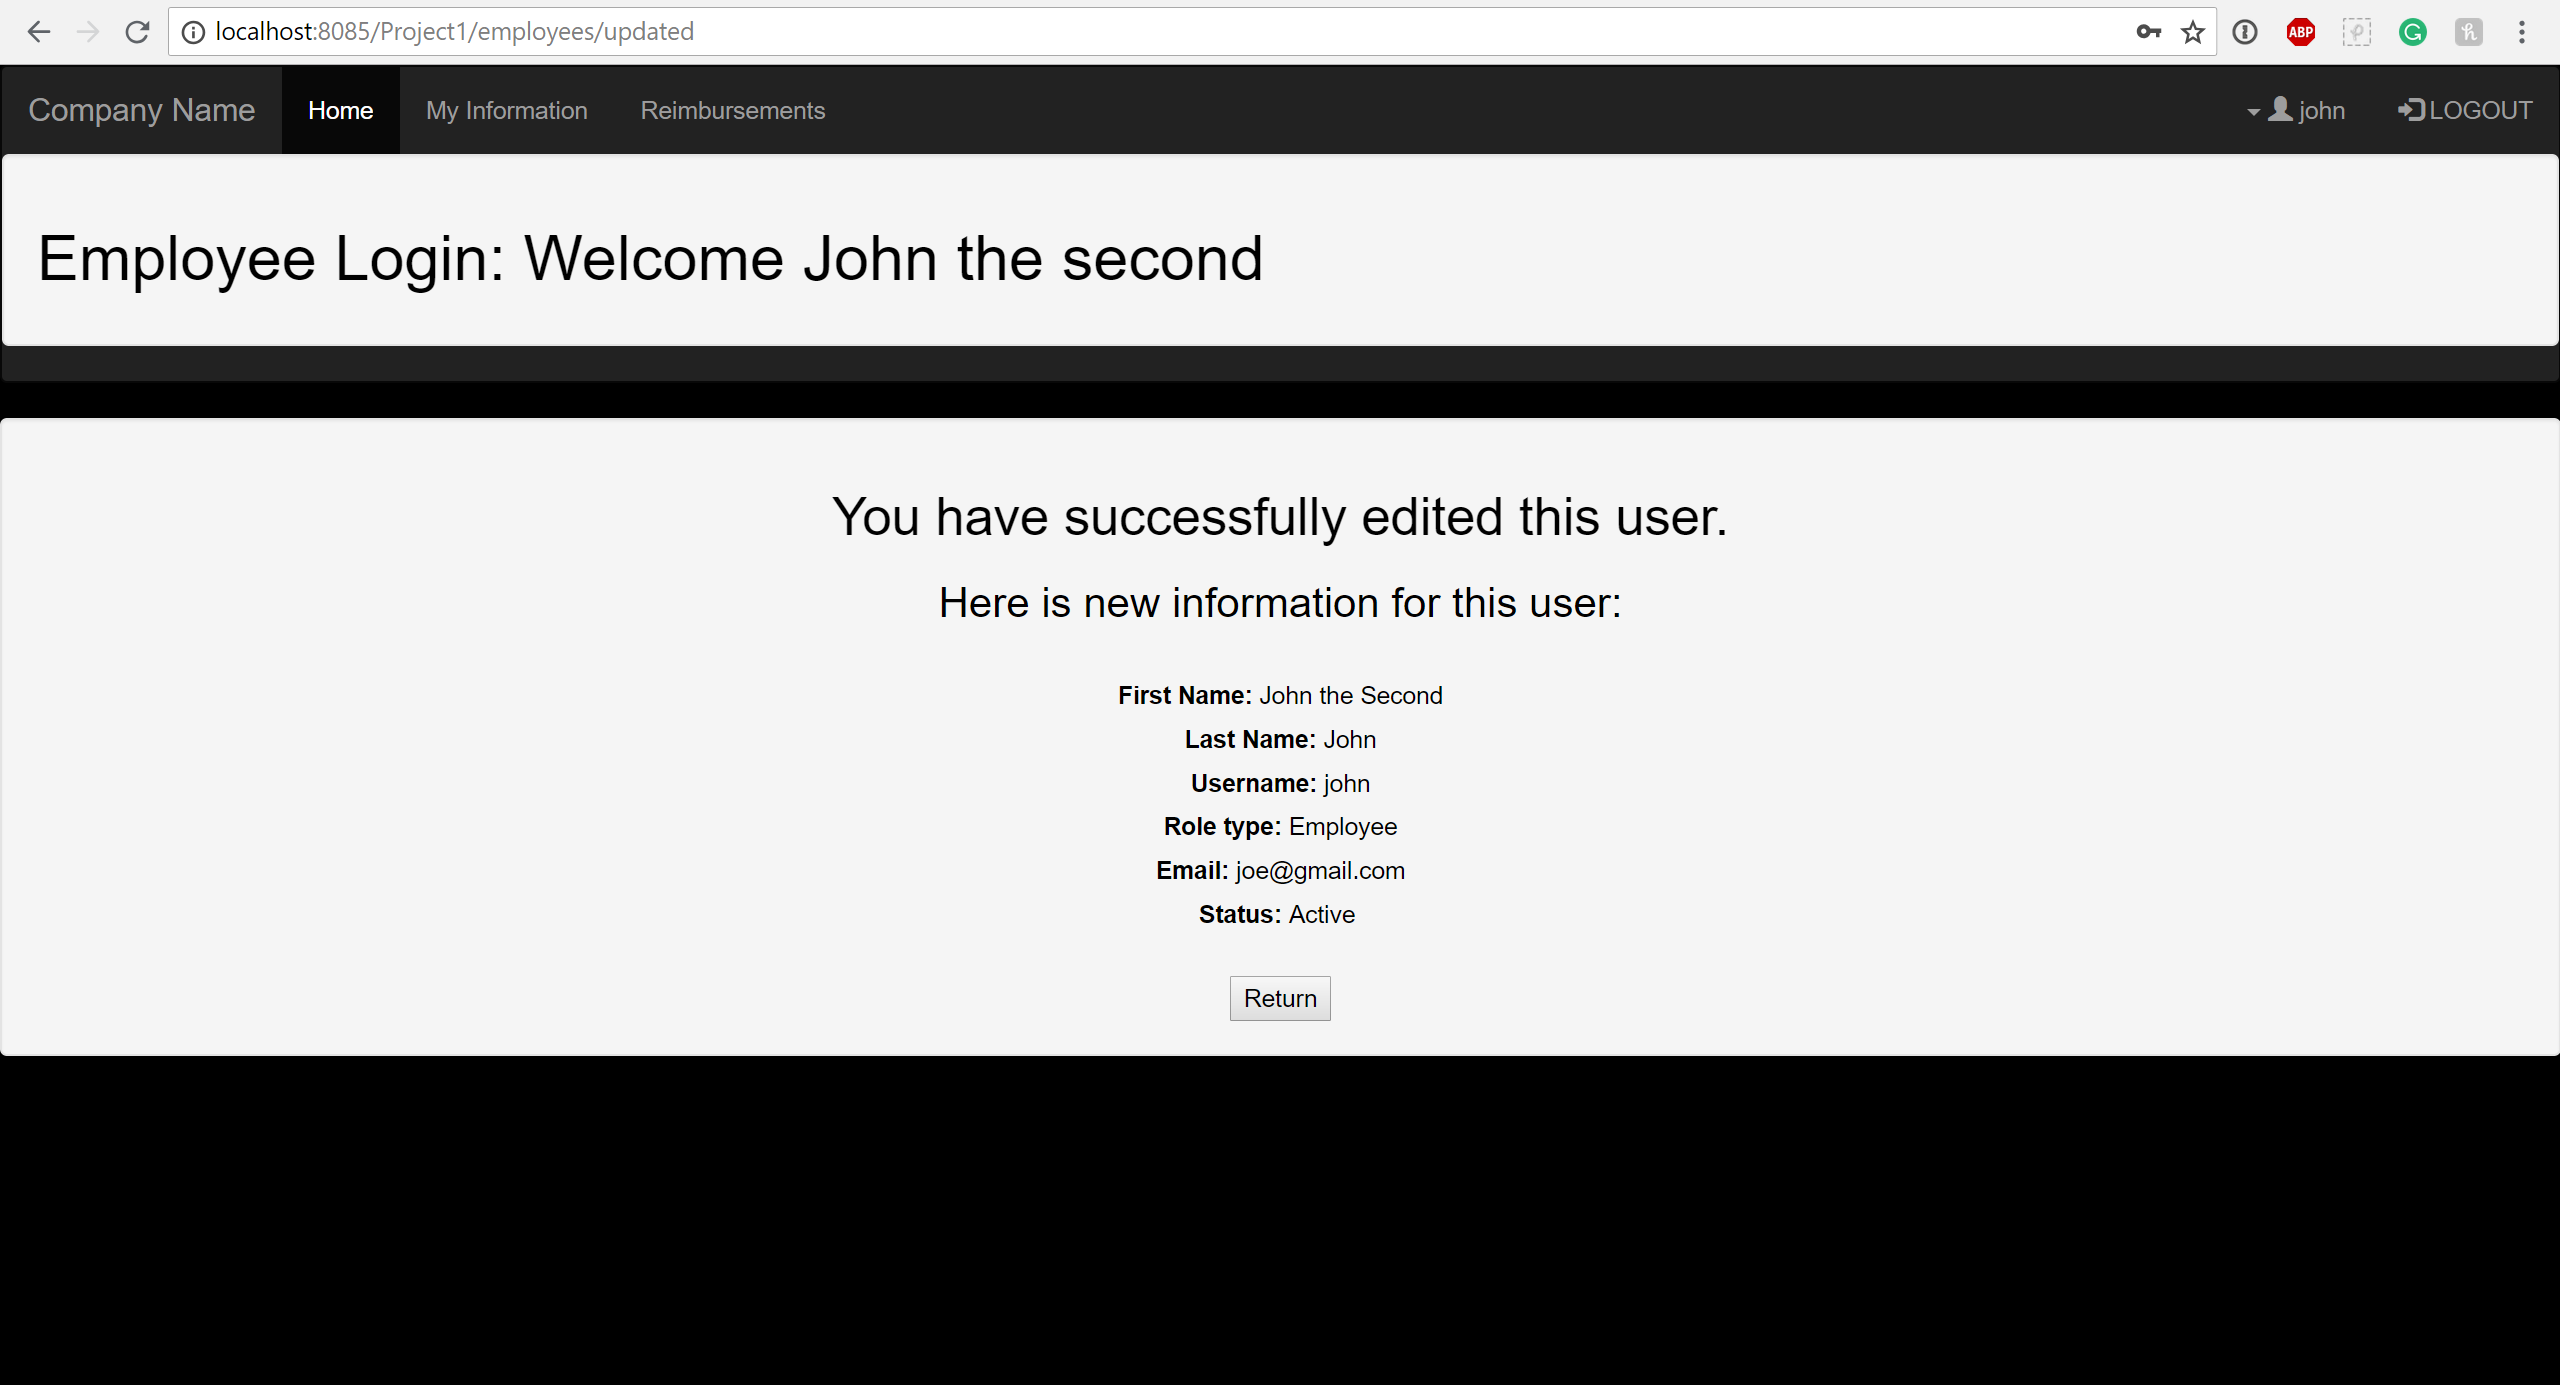 localhost:8085/Project1/employees/updated
ABP
Company Name Home My Information Reimbursements john LOGOUT
Employee Login: Welcome John the second
You have successfully edited this user.
Here is new information for this user:
First Name: John the Second
Last Name: John
Username: john
Role type: Employee
Email: joe@gmail.com
Status: Active
Return